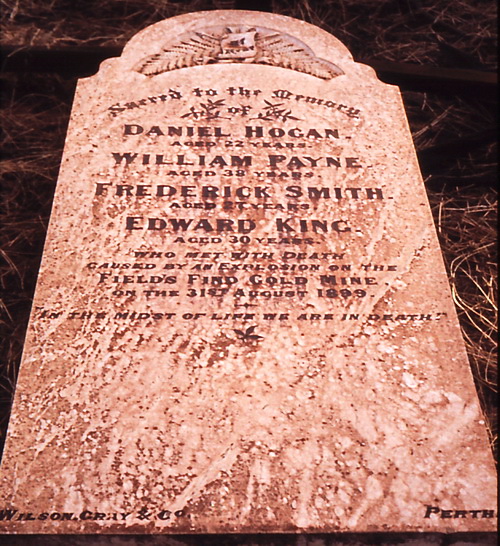 Sacred to the Memory
of
DANIEL HOGAN.
AGED 22 YEARS.
WILLIAM PAYNE.
AGED 38 YEARS.
FREDERICK SMITH.
AGED 21 YEARS
EDWARD KING.
AGED 30 YEARS.
WHO MET WITH DEATH
CAUSED BY AN EXPLOSION ON THE
FIELD'S FIND GOLD MINE
ON THE 31ST AUGUST 1899.
"IN THE MIDST OF LIFE WE ARE IN DEATH."
WILSON, GRAY & CO. PERTH.